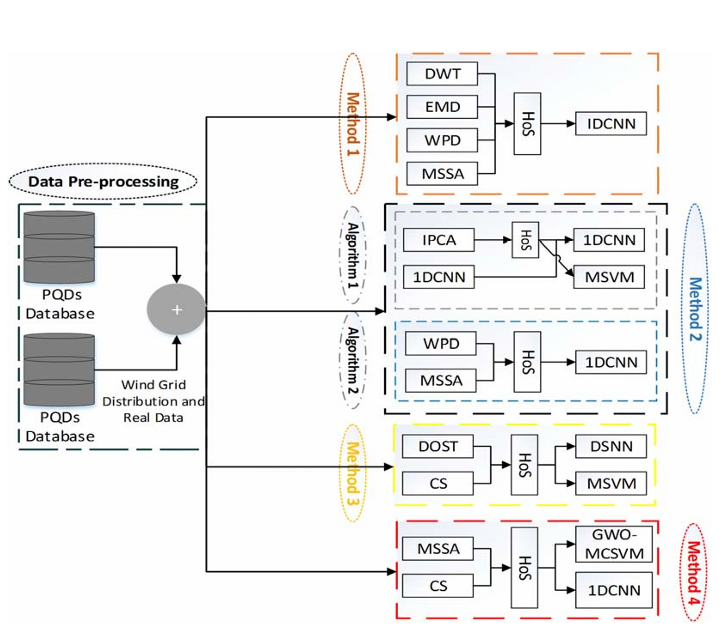 Data Pre-processing
PQDs
Database
+
PQDs
Database
Wind Grid
Distribution and
Real Data
Method 1
DWT
EMD
WPD
MSSA
HoS
IDCNN
Method 2
Algorithm 1
IPCA
1DCNN
HoS
1DCNN
MSVM
Algorithm 2
WPD
MSSA
HoS
1DCNN
Method 3
DOST
CS
HoS
DSNN
MSVM
Method 4
MSSA
CS
HoS
GWO-
MCSVM
1DCNN